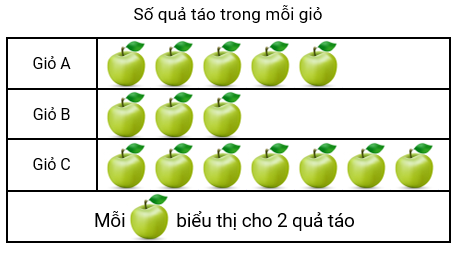 Số quả táo trong mỗi giỏ
Giỏ A
Giỏ B
Giỏ C
Mỗi biểu thị cho 2 quả táo